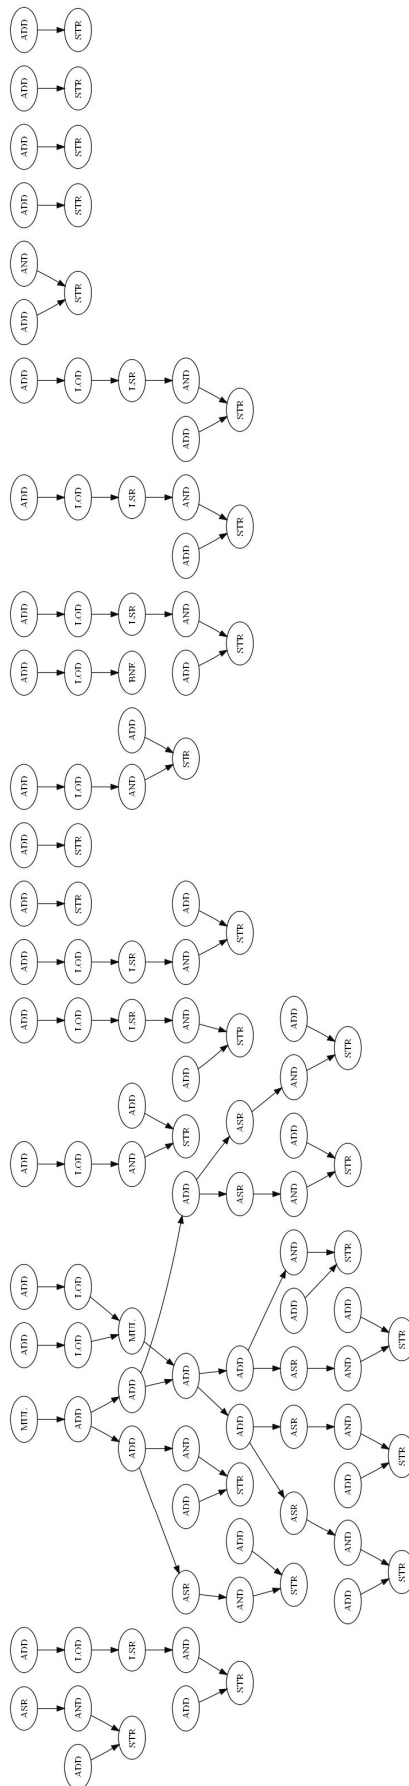 ASR ADD MUL ADD ADD ADD ADD ADD ADD ADD ADD ADD ADD ADD ADD ADD AND ADD ADD ADD ADD
ADD AND LOD ADD LOD LOD LOD LOD LOD STR STR LOD LOD LOD LOD LOD STR STR STR STR STR
STR LSR ADD ADD MUL AND ADD LSR LSR AND ADD BNE LSR LSR LSR
ADD AND ASR ADD AND ADD ADD STR ADD AND AND ADD STR ADD AND ADD AND ADD AND
STR AND ADD STR ADD ADD ASR ASR STR STR STR STR STR
STR ASR ASR ASR ADD AND AND ADD AND ADD
ADD AND ADD AND AND ADD STR STR STR
STR STR STR